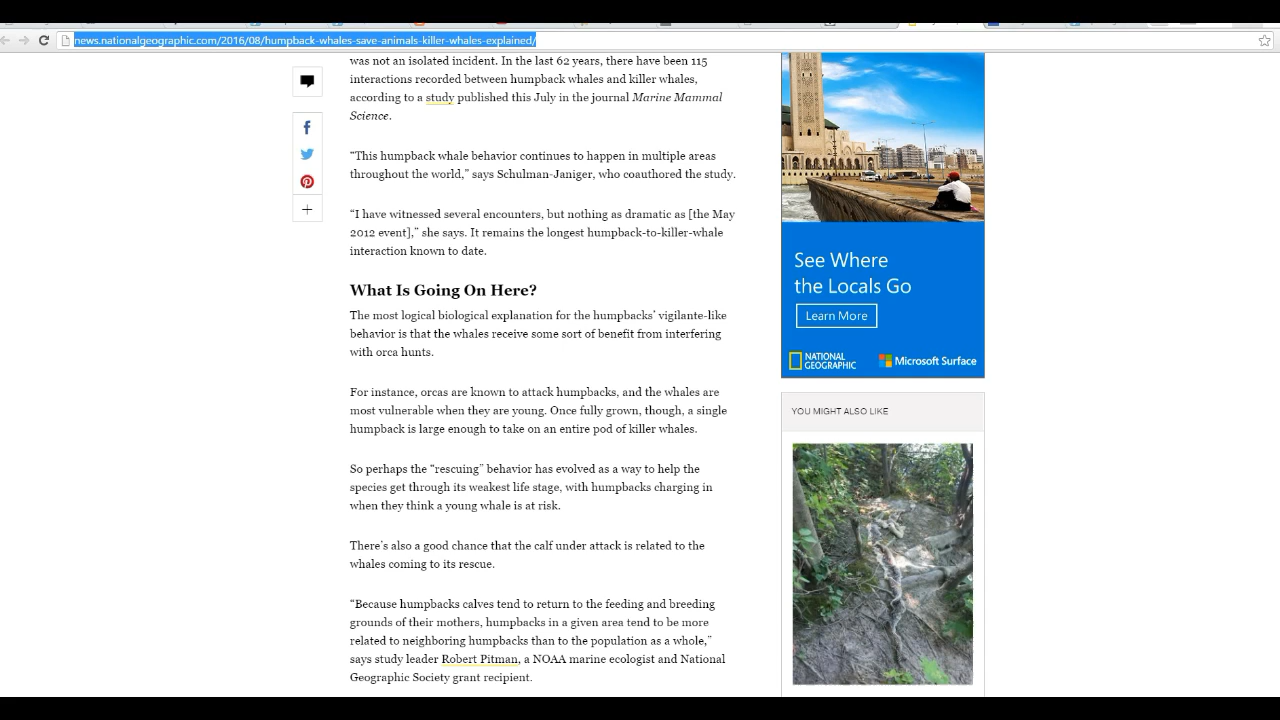 news.nationalgeographic.com/2016/08/humpback-whales-save-animals-killer-whales-explained/
was not an isolated incident. In the last 62 years, there have been 115
interactions recorded between humpback whales and killer whales,
according to a study published this July in the journal Marine Mammal
Science.
“This humpback whale behavior continues to happen in multiple areas
throughout the world,” says Schulman-Janiger, who coauthored the study.
“I have witnessed several encounters, but nothing as dramatic as [the May
2012 event],” she says. It remains the longest humpback-to-killer-whale
interaction known to date.
What Is Going On Here?
The most logical biological explanation for the humpbacks’ vigilante-like
behavior is that the whales receive some sort of benefit from interfering
with orca hunts.
For instance, orcas are known to attack humpbacks, and the whales are
most vulnerable when they are young. Once fully grown, though, a single
humpback is large enough to take on an entire pod of killer whales.
So perhaps the “rescuing” behavior has evolved as a way to help the
species get through its weakest life stage, with humpbacks charging in
when they think a young whale is at risk.
There’s also a good chance that the calf under attack is related to the
whales coming to its rescue.
“Because humpbacks calves tend to return to the feeding and breeding
grounds of their mothers, humpbacks in a given area tend to be more
related to neighboring humpbacks than to the population as a whole,”
says study leader Robert Pitman, a NOAA marine ecologist and National
Geographic Society grant recipient.
See Where
the Locals Go
Learn More
NATIONAL
GEOGRAPHIC
Microsoft Surface
YOU MIGHT ALSO LIKE